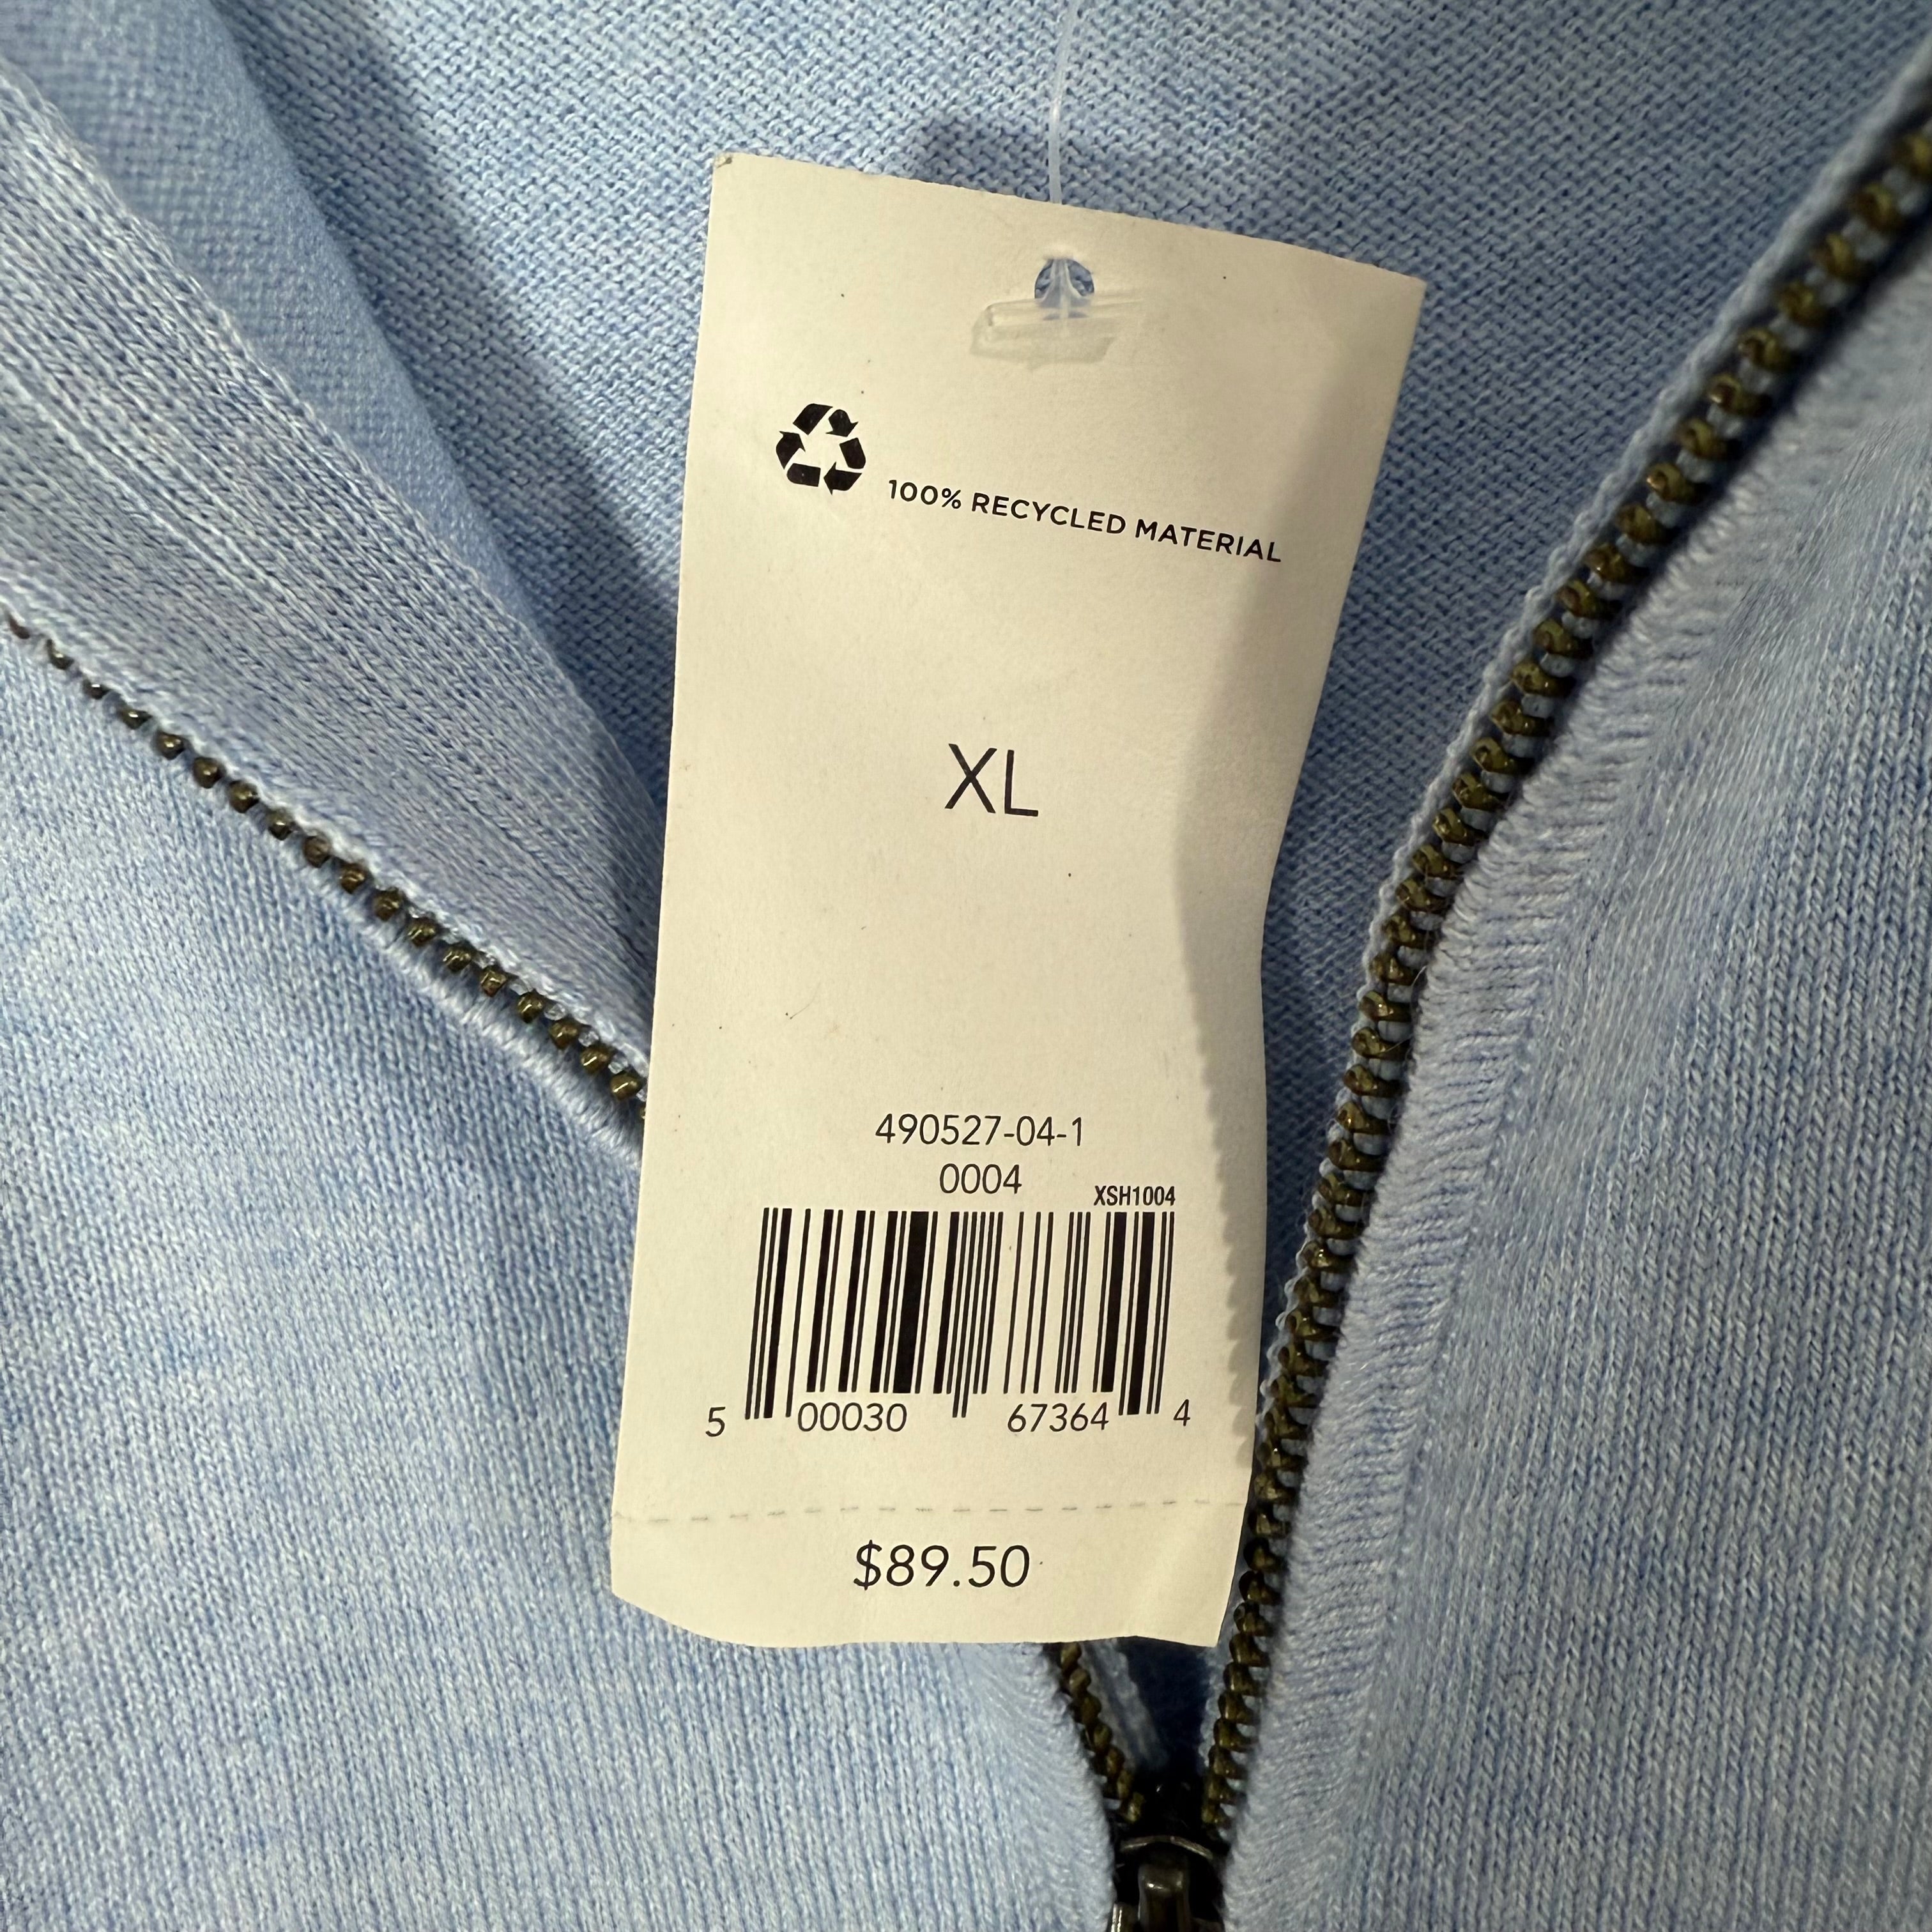 100% RECYCLED MATERIAL
XL
490527-04-1
0004
XSH1004
5 00030 67364 4
$89.50